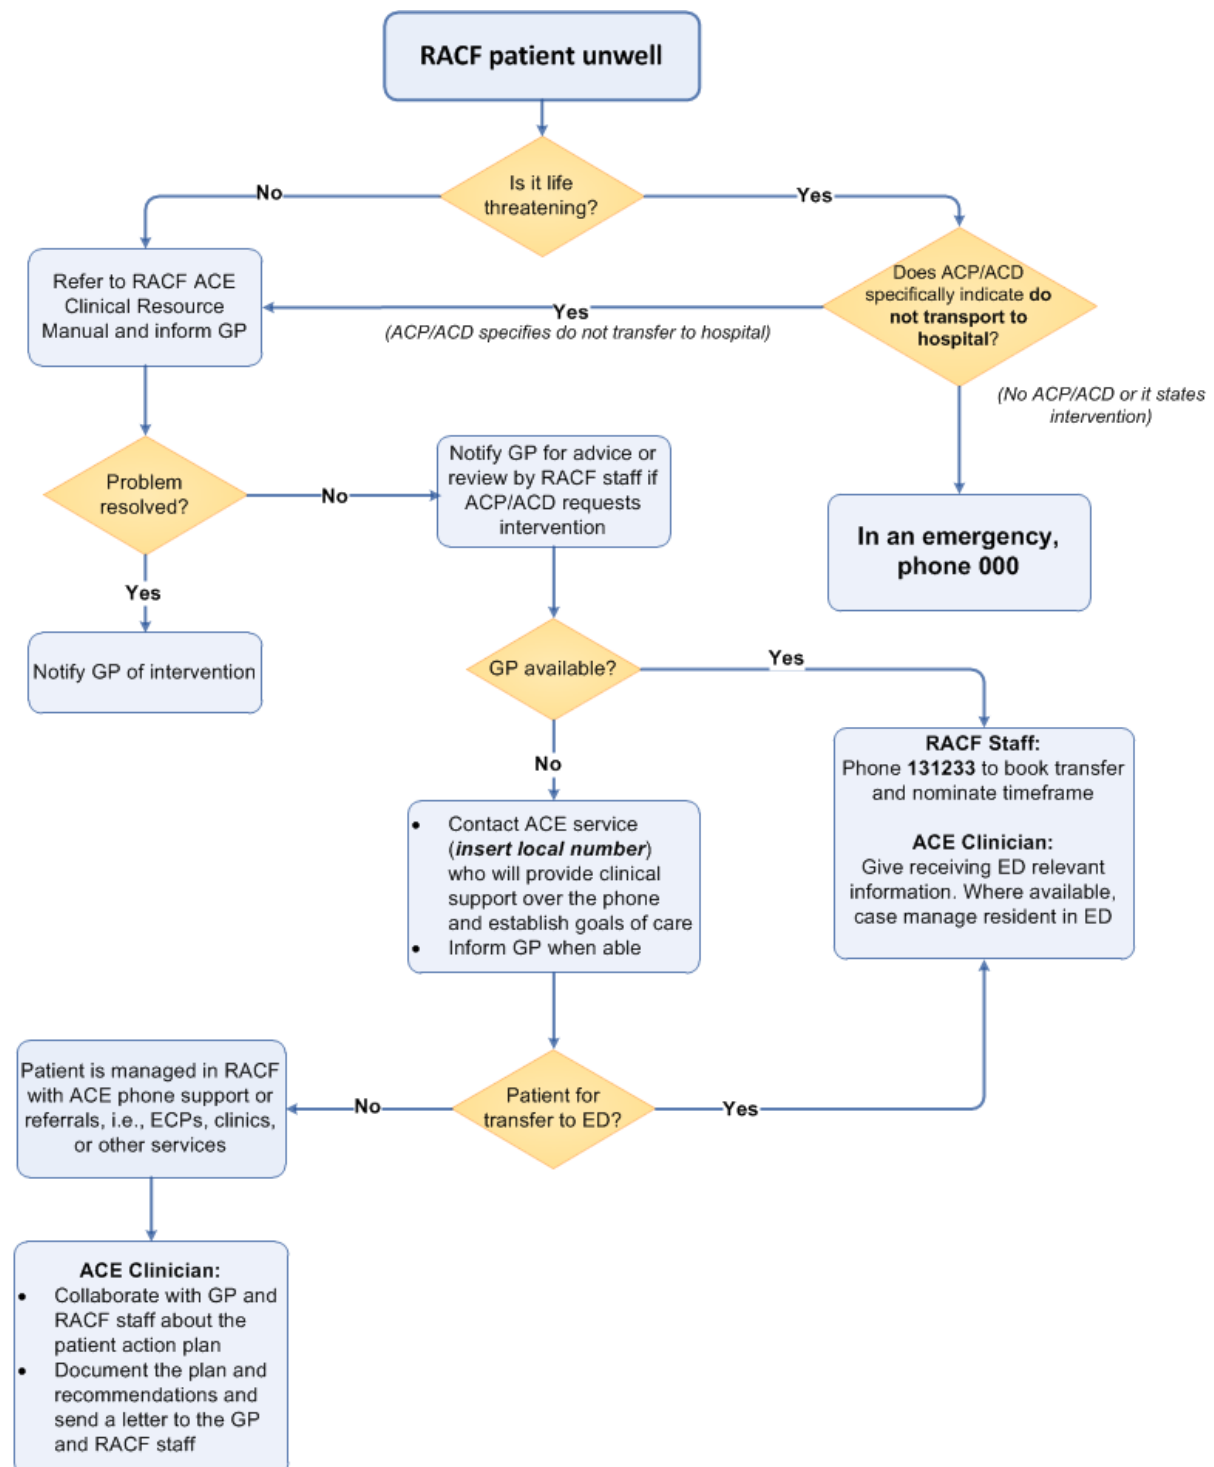 RACF patient unwell
Is it life
threatening?
No
Yes
Refer to RACF ACE
Clinical Resource
Manual and inform GP
Does ACP/ACD
specifically indicate do
not transport to
hospital?
Yes
(ACP/ACD specifies do not transfer to hospital)
(No ACP/ACD or it states
intervention)
In an emergency,
phone 000
Problem
resolved?
No
Yes
Notify GP of intervention
Notify GP for advice or
review by RACF staff if
ACP/ACD requests
intervention
GP available?
Yes
No
RACF Staff:
Phone 131233 to book transfer
and nominate timeframe
ACE Clinician:
Give receiving ED relevant
information. Where available,
case manage resident in ED
• Contact ACE service
(insert local number)
who will provide clinical
support over the phone
and establish goals of care
• Inform GP when able
Patient for
transfer to ED?
No
Yes
Patient is managed in RACF
with ACE phone support or
referrals, i.e., ECPs, clinics,
or other services
ACE Clinician:
• Collaborate with GP and
RACF staff about the
patient action plan
• Document the plan and
recommendations and
send a letter to the GP
and RACF staff